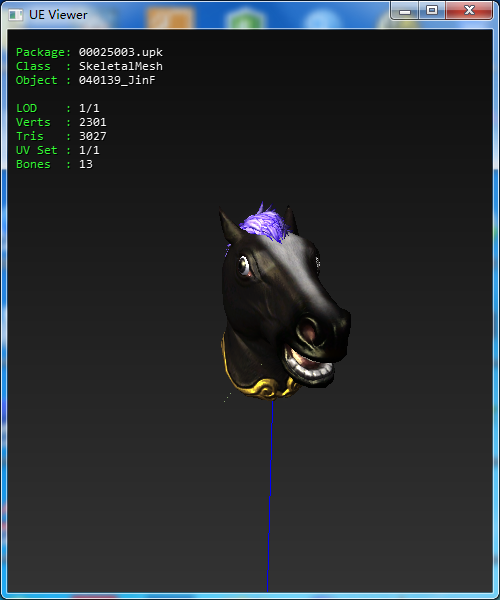 UE Viewer
Package: 00025003.upk
Class : SkeletalMesh
Object : 040139_JinF
LOD : 1/1
Verts : 2301
Tris : 3027
UV Set : 1/1
Bones : 13